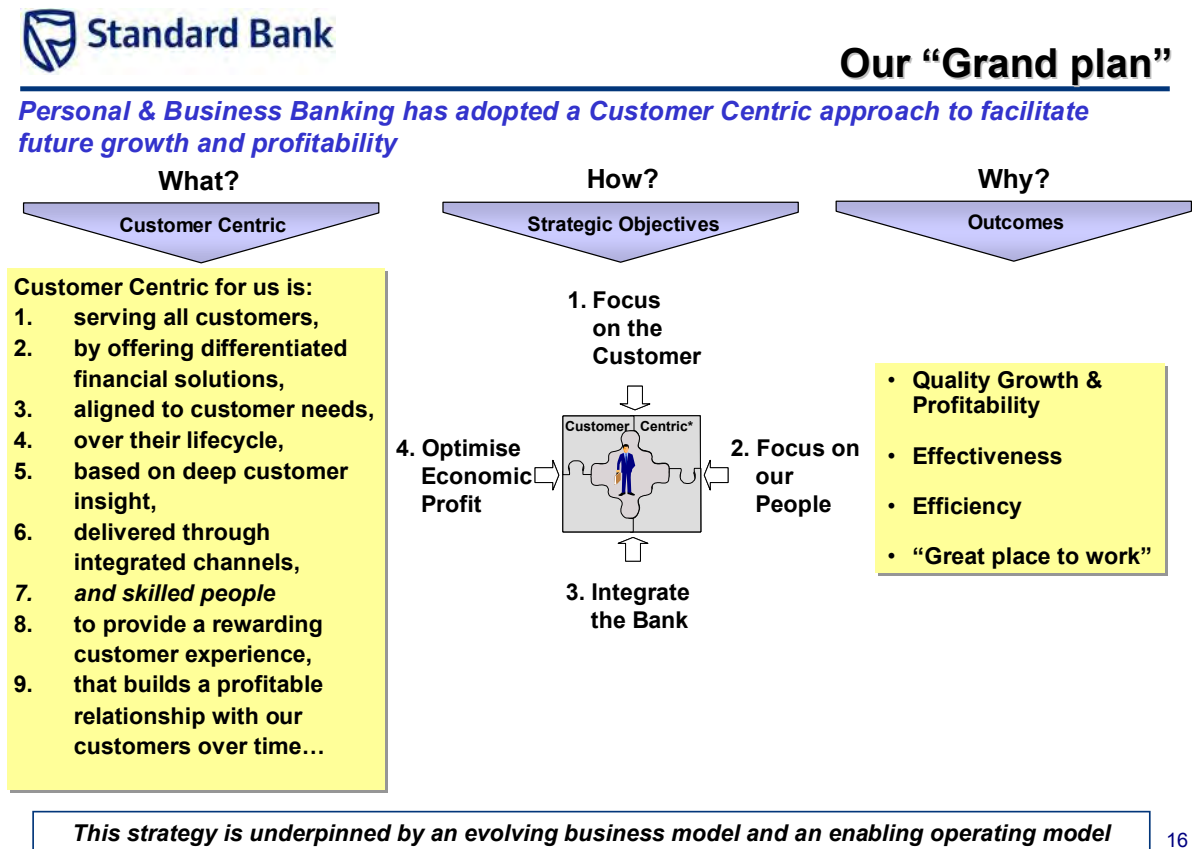 Standard Bank
Our “Grand plan”
Personal & Business Banking has adopted a Customer Centric approach to facilitate
future growth and profitability
What?
Customer Centric
Customer Centric for us is:
1. serving all customers,
2. by offering differentiated
financial solutions,
3. aligned to customer needs,
4. over their lifecycle,
5. based on deep customer
insight,
6. delivered through
integrated channels,
7. and skilled people
8. to provide a rewarding
customer experience,
9. that builds a profitable
relationship with our
customers over time…
How?
Strategic Objectives
1. Focus
on the
Customer
Customer Centric*
4. Optimise
Economic
Profit
2. Focus on
our
People
3. Integrate
the Bank
Why?
Outcomes
• Quality Growth &
Profitability
• Effectiveness
• Efficiency
• “Great place to work”
This strategy is underpinned by an evolving business model and an enabling operating model
16